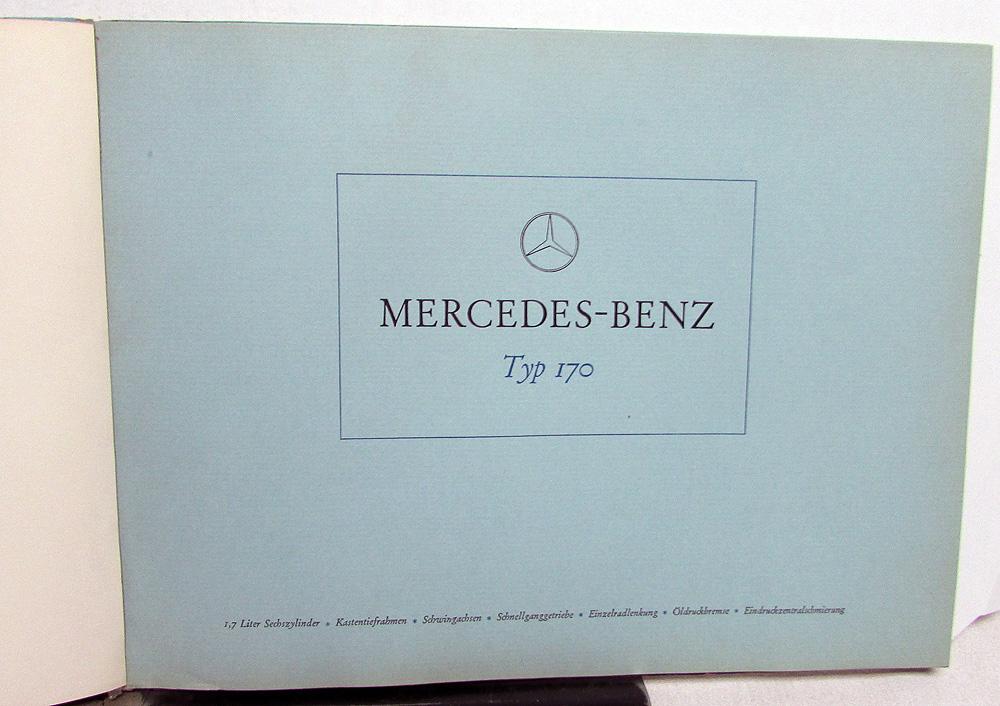 MERCEDES-BENZ
Typ 170
1,7 Liter Sechszylinder * Kastentiefrahmen * Schwingachsen * Schnellganggetriebe * Einzelradlenkung * Öldruckbremse * Eindruckzentralschmierung